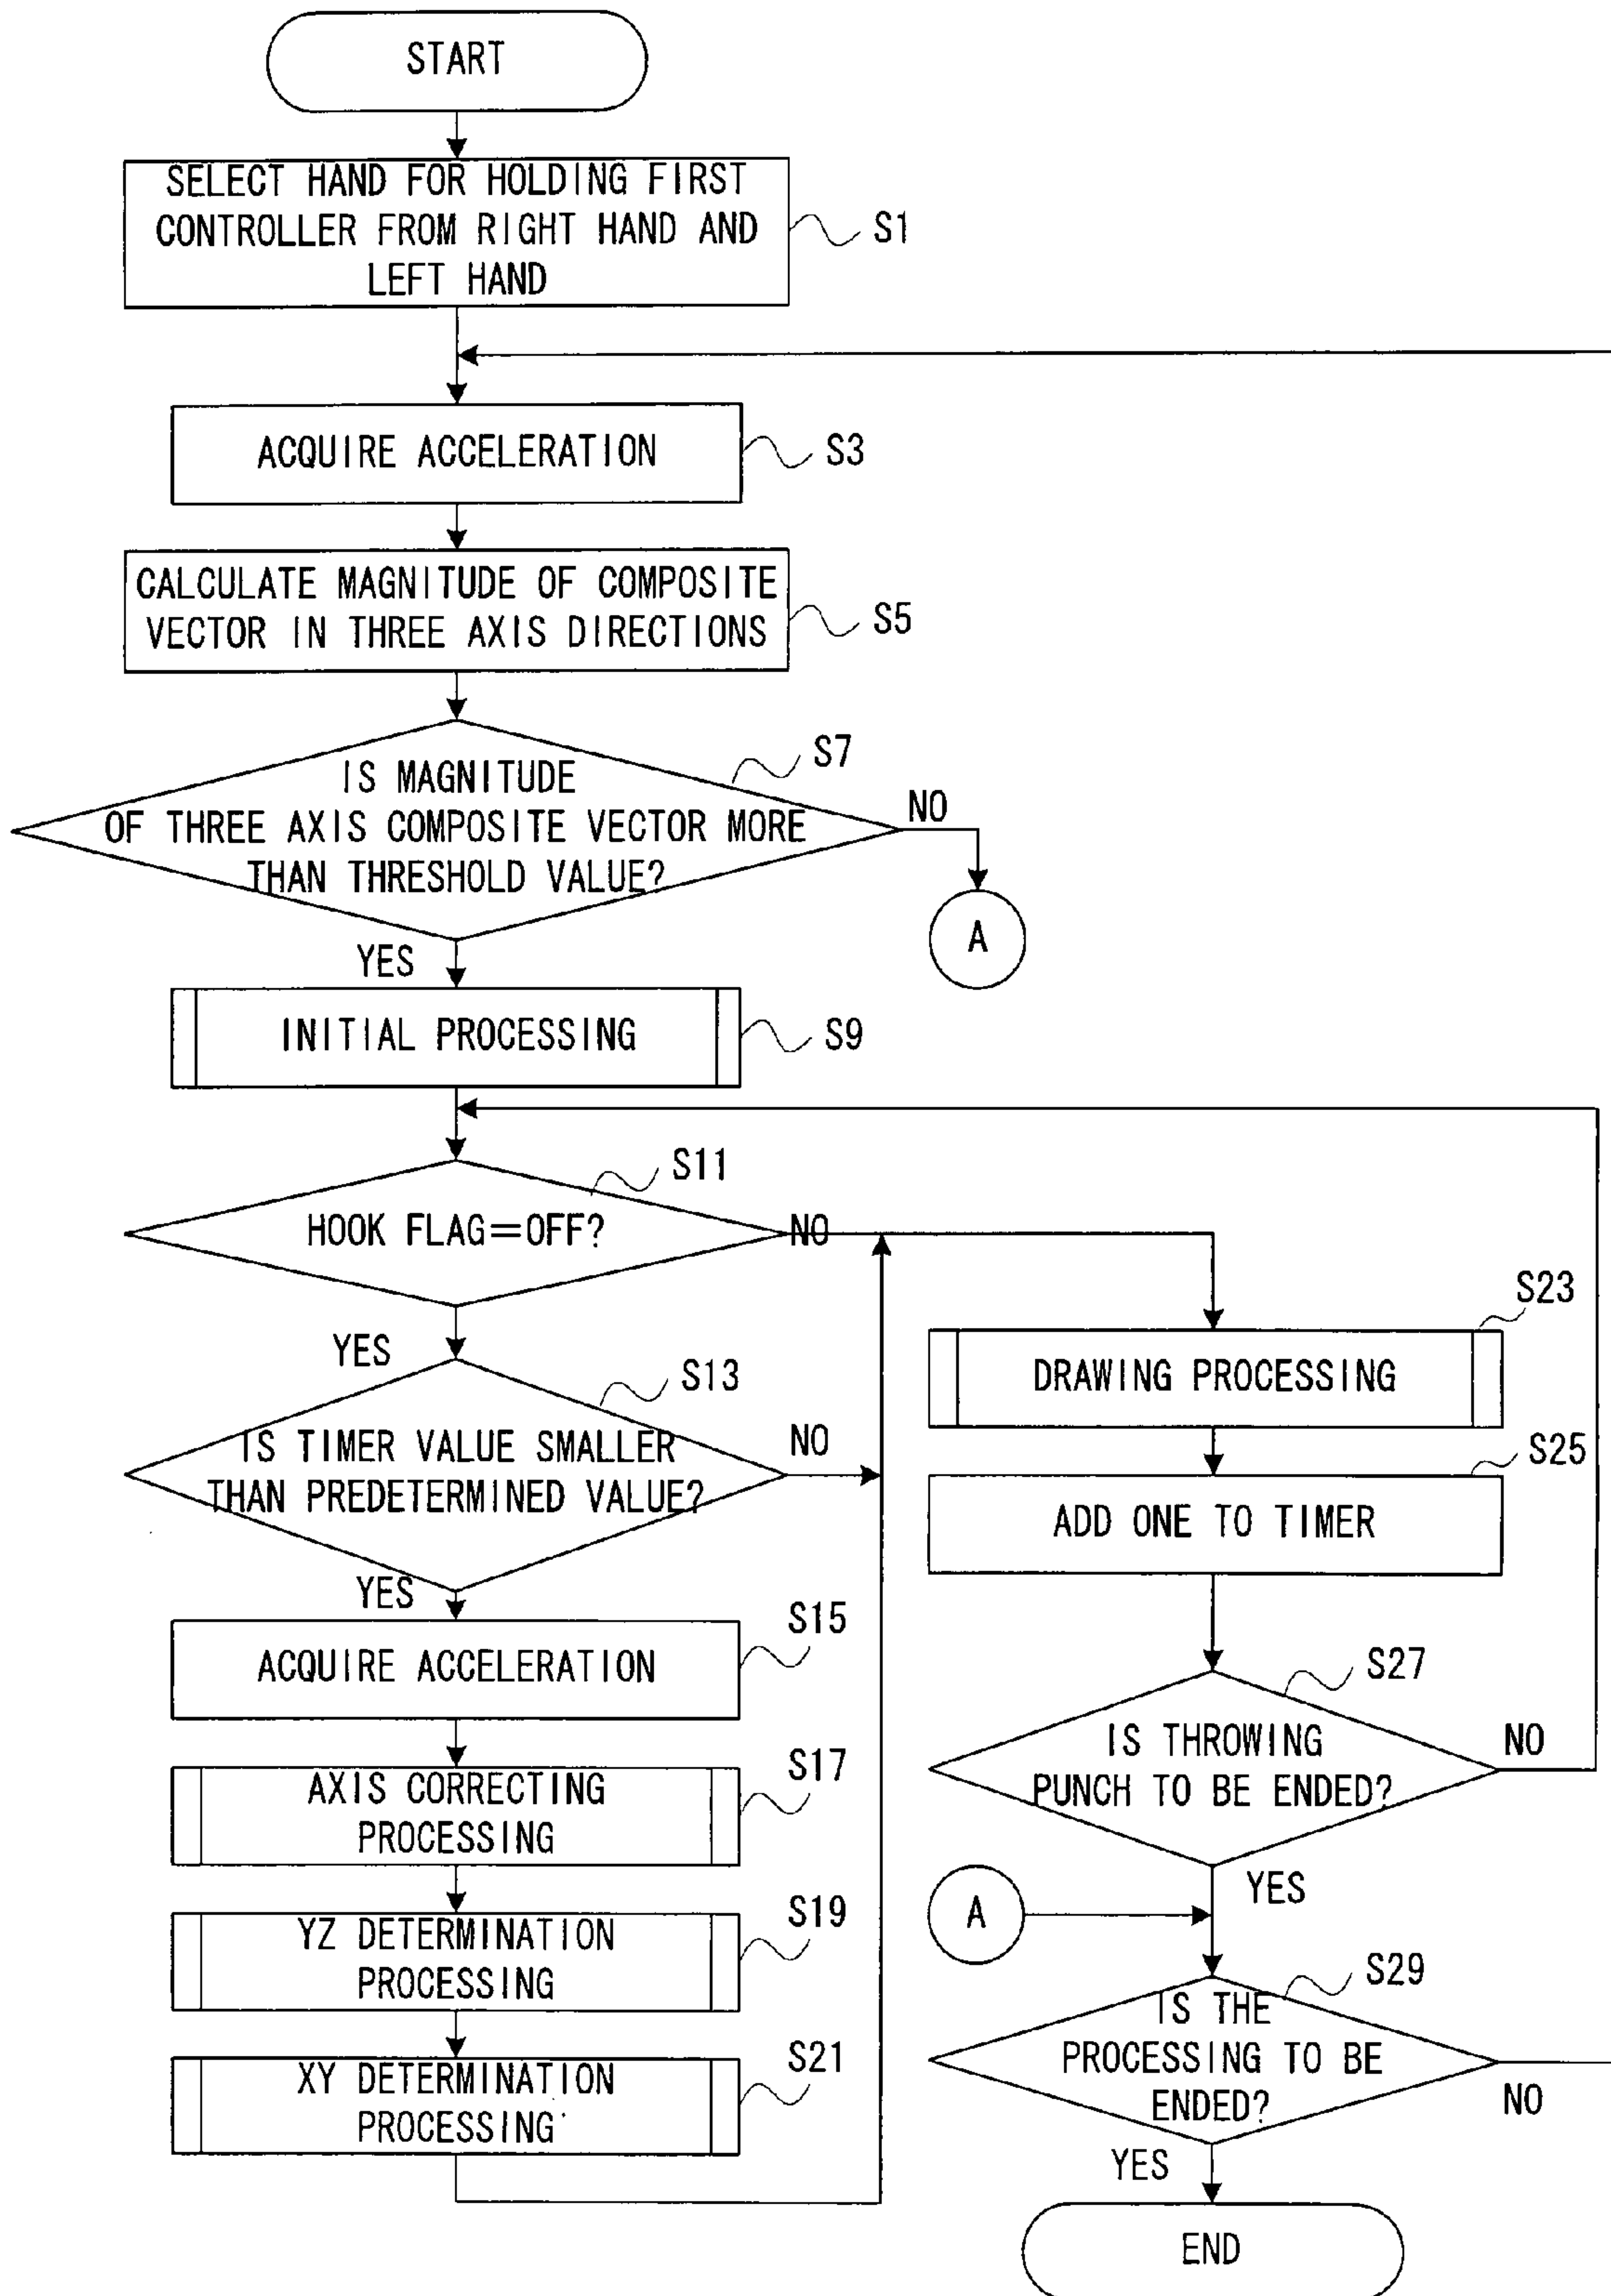 START
SELECT HAND FOR HOLDING FIRST
CONTROLLER FROM RIGHT HAND AND
LEFT HAND
S1
ACQUIRE ACCELERATION
S3
CALCULATE MAGNITUDE OF COMPOSITE
VECTOR IN THREE AXIS DIRECTIONS
S5
S7
IS MAGNITUDE
OF THREE AXIS COMPOSITE VECTOR MORE
THAN THRESHOLD VALUE?
NO
A
YES
INITIAL PROCESSING
S9
S11
HOOK FLAG=OFF?
NO
YES
S13
IS TIMER VALUE SMALLER
THAN PREDETERMINED VALUE?
NO
YES
ACQUIRE ACCELERATION
S15
AXIS CORRECTING
PROCESSING
S17
YZ DETERMINATION
PROCESSING
S19
XY DETERMINATION
PROCESSING
S21
S23
DRAWING PROCESSING
S25
ADD ONE TO TIMER
S27
IS THROWING
PUNCH TO BE ENDED?
NO
YES
A
S29
IS THE
PROCESSING TO BE
ENDED?
NO
YES
END